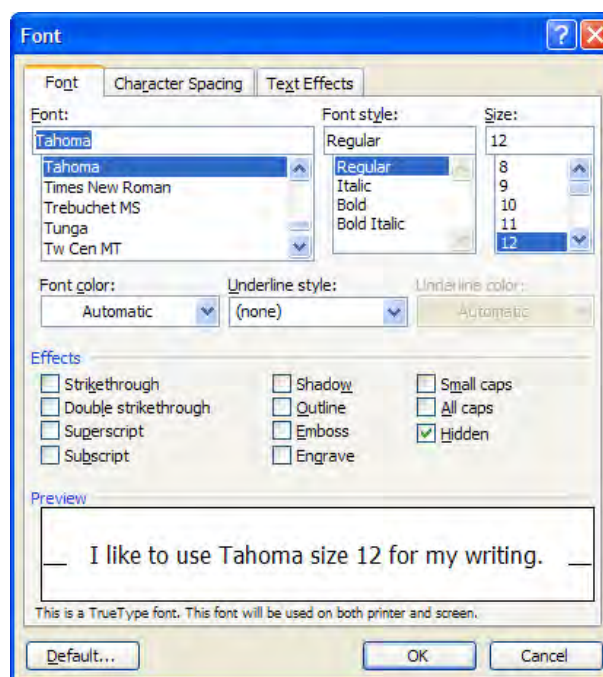 Font
Font Character Spacing Text Effects
Font: Font style: Size:
Tahoma Regular 12
Tahoma Regular 8
Times New Roman Italic 9
Trebuchet MS Bold 10
Tunga Bold Italic 11
Tw Cen MT 12
Font color: Underline style: Underline color:
Automatic (none) Automatic
Effects
Strikethrough Shadow Small caps
Double strikethrough Outline All caps
Superscript Emboss Hidden
Subscript Engrave
Preview
I like to use Tahoma size 12 for my writing.
This is a TrueType font. This font will be used on both printer and screen.
Default... OK Cancel